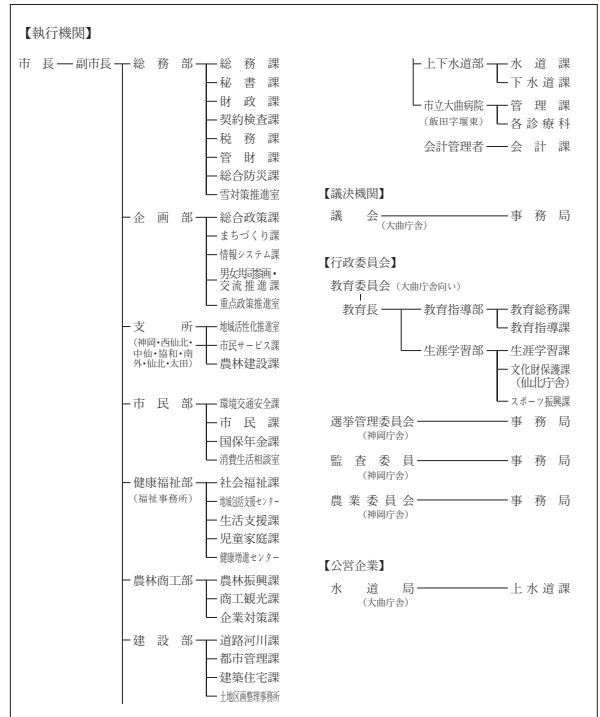 【執行機関】
市長 副市長 総務部 総務課
秘書課
財政課
契約検査課
税務課
管財課
総合防災課
雪対策推進室
企画部 総合政策課
まちづくり課
情報システム課
男女共同参画・
交流推進課
重点政策推進室
支所 地域活性化推進室
(神岡・西仙北・
中仙・協和・南
外・仙北・太田)
市民サービス課
農林建設課
市民部 環境交通安全課
市民課
国保年金課
消費生活相談室
健康福祉部 社会福祉課
(福祉事務所) 地域包括支援センター
生活支援課
児童家庭課
健康増進センター
農林商工部 農林振興課
商工観光課
企業対策課
建設部 道路河川課
都市管理課
建築住宅課
土地区画整理事務所
上下水道部 水道課
下水道課
市立大曲病院 管理課
(飯田字堰東) 各診療科
会計管理者 会計課
【議決機関】
議会 事務局
(大曲庁舎)
【行政委員会】
教育委員会 (大曲庁舎向い)
教育長 教育指導部 教育総務課
教育指導課
生涯学習部 生涯学習課
文化財保護課
(仙北庁舎)
スポーツ振興課
選挙管理委員会 事務局
(神岡庁舎)
監査委員 事務局
(神岡庁舎)
農業委員会 事務局
(神岡庁舎)
【公営企業】
水道局 上水道課
(大曲庁舎)